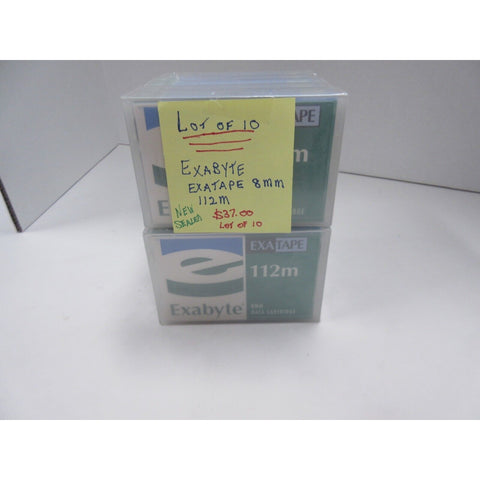 LOT OF 10
EXABYTE
EXATAPE 8mm
112m
NEW
SEALED
$37.00
LOT OF 10
TAPE
m
CARTRIDGE
EXATAPE
112m
Exabyte
8MM
DATA CARTRIDGE